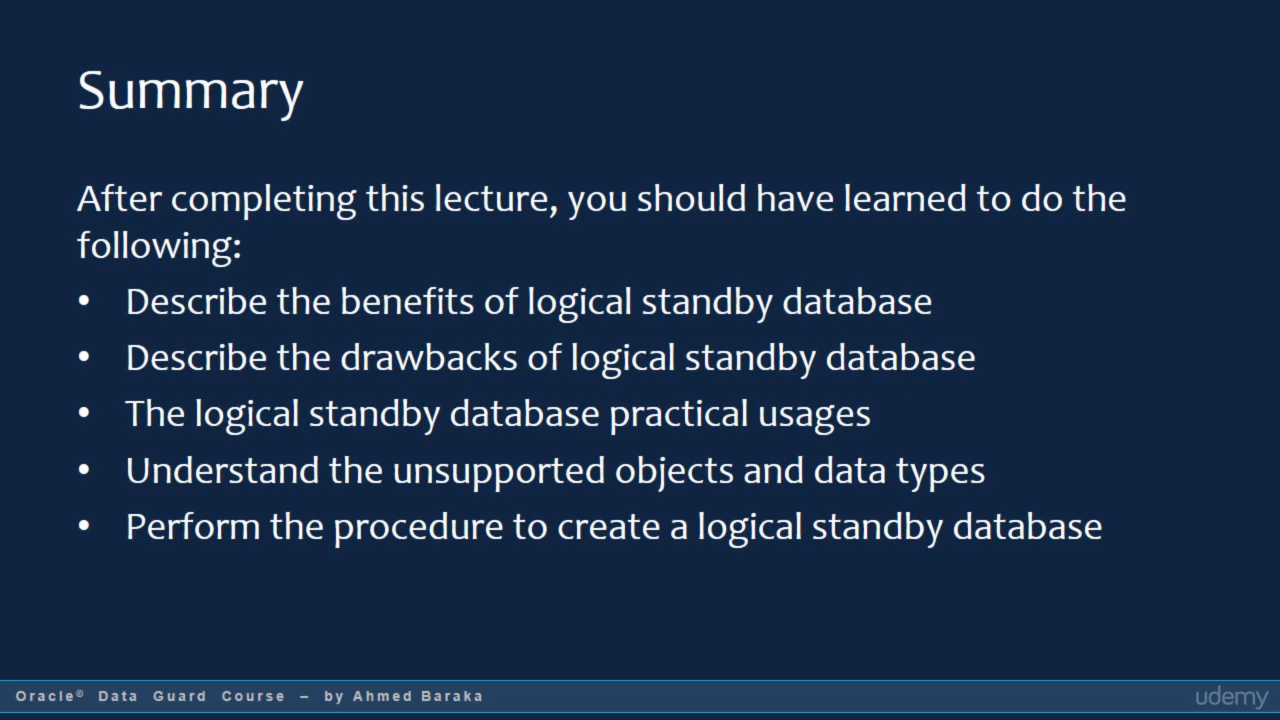 Summary
After completing this lecture, you should have learned to do the
following:
• Describe the benefits of logical standby database
• Describe the drawbacks of logical standby database
• The logical standby database practical usages
• Understand the unsupported objects and data types
• Perform the procedure to create a logical standby database
Oracle© Data Guard Course – by Ahmed Baraka
udemy